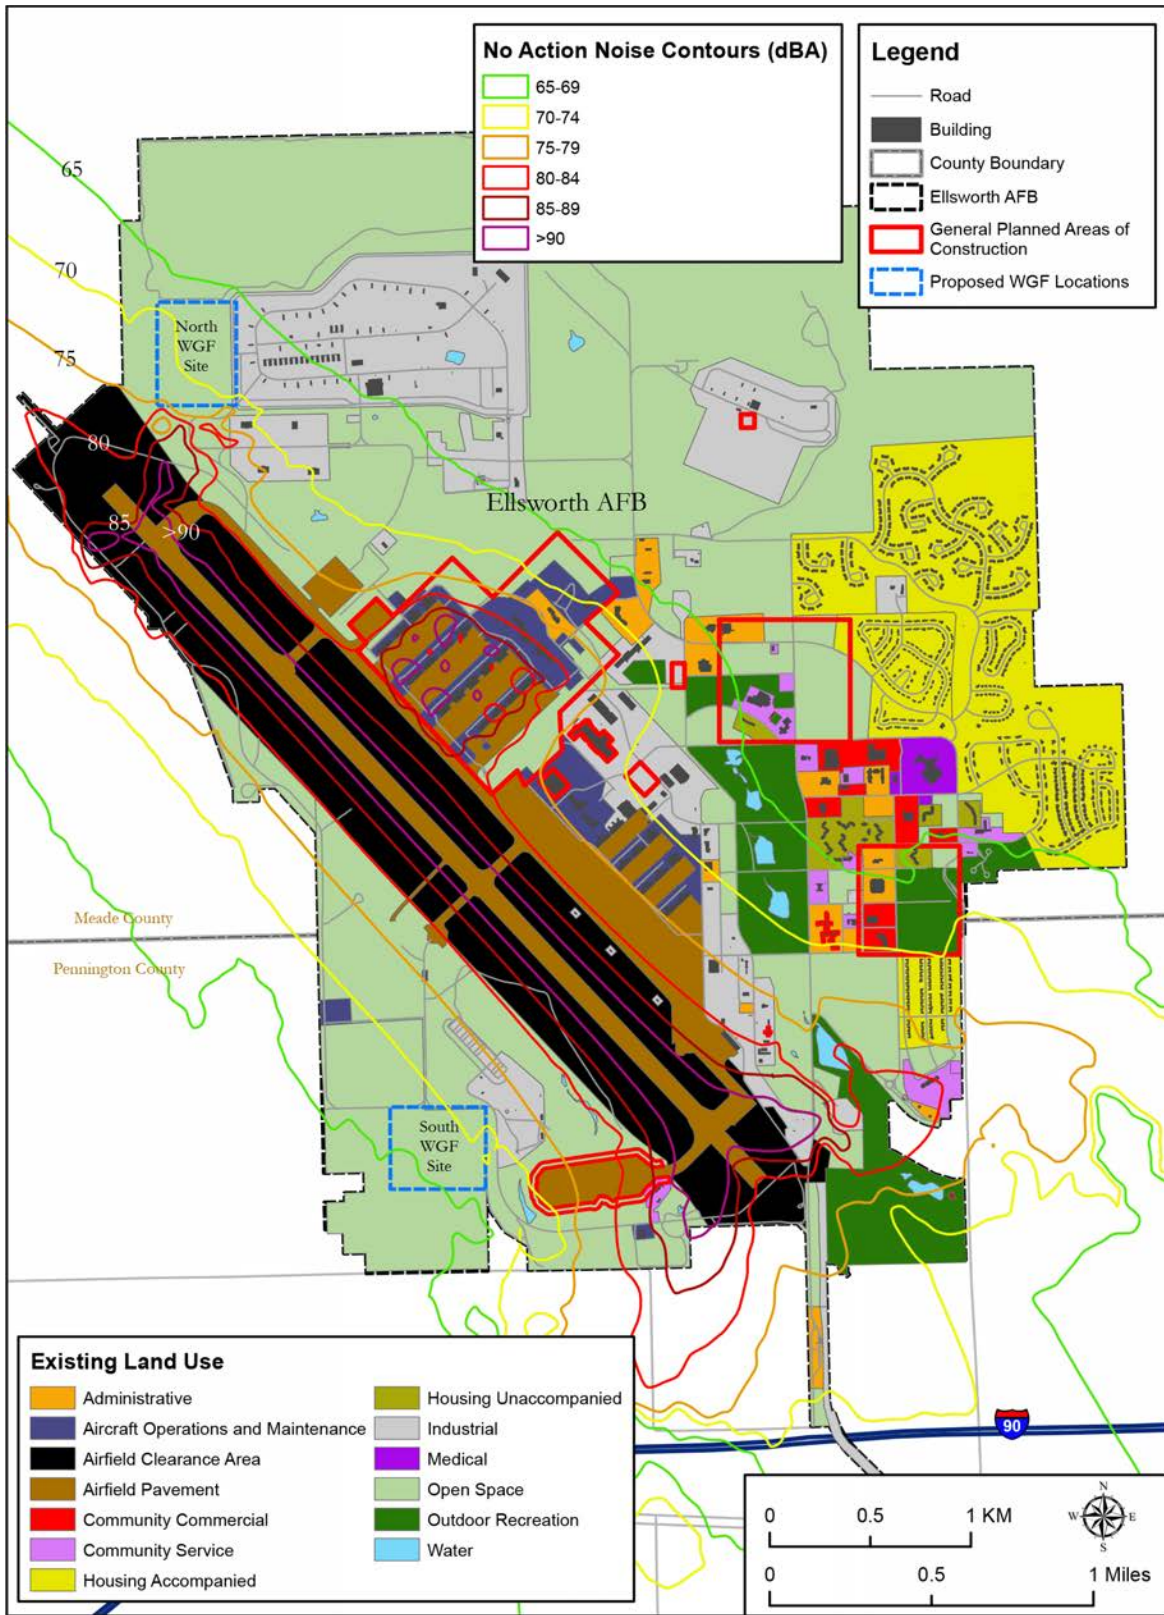 No Action Noise Contours (dBA)
65-69
70-74
75-79
80-84
85-89
>90
Legend
Road
Building
County Boundary
Ellsworth AFB
General Planned Areas of
Construction
Proposed WGF Locations
65
70
75
80
85
>90
North
WGF
Site
Ellsworth AFB
Meade County
Pennington County
South
WGF
Site
90
Existing Land Use
Administrative
Aircraft Operations and Maintenance
Airfield Clearance Area
Airfield Pavement
Community Commercial
Community Service
Housing Accompanied
Housing Unaccompanied
Industrial
Medical
Open Space
Outdoor Recreation
Water
0 0.5 1 KM
0 0.5 1 Miles
N
W E
S